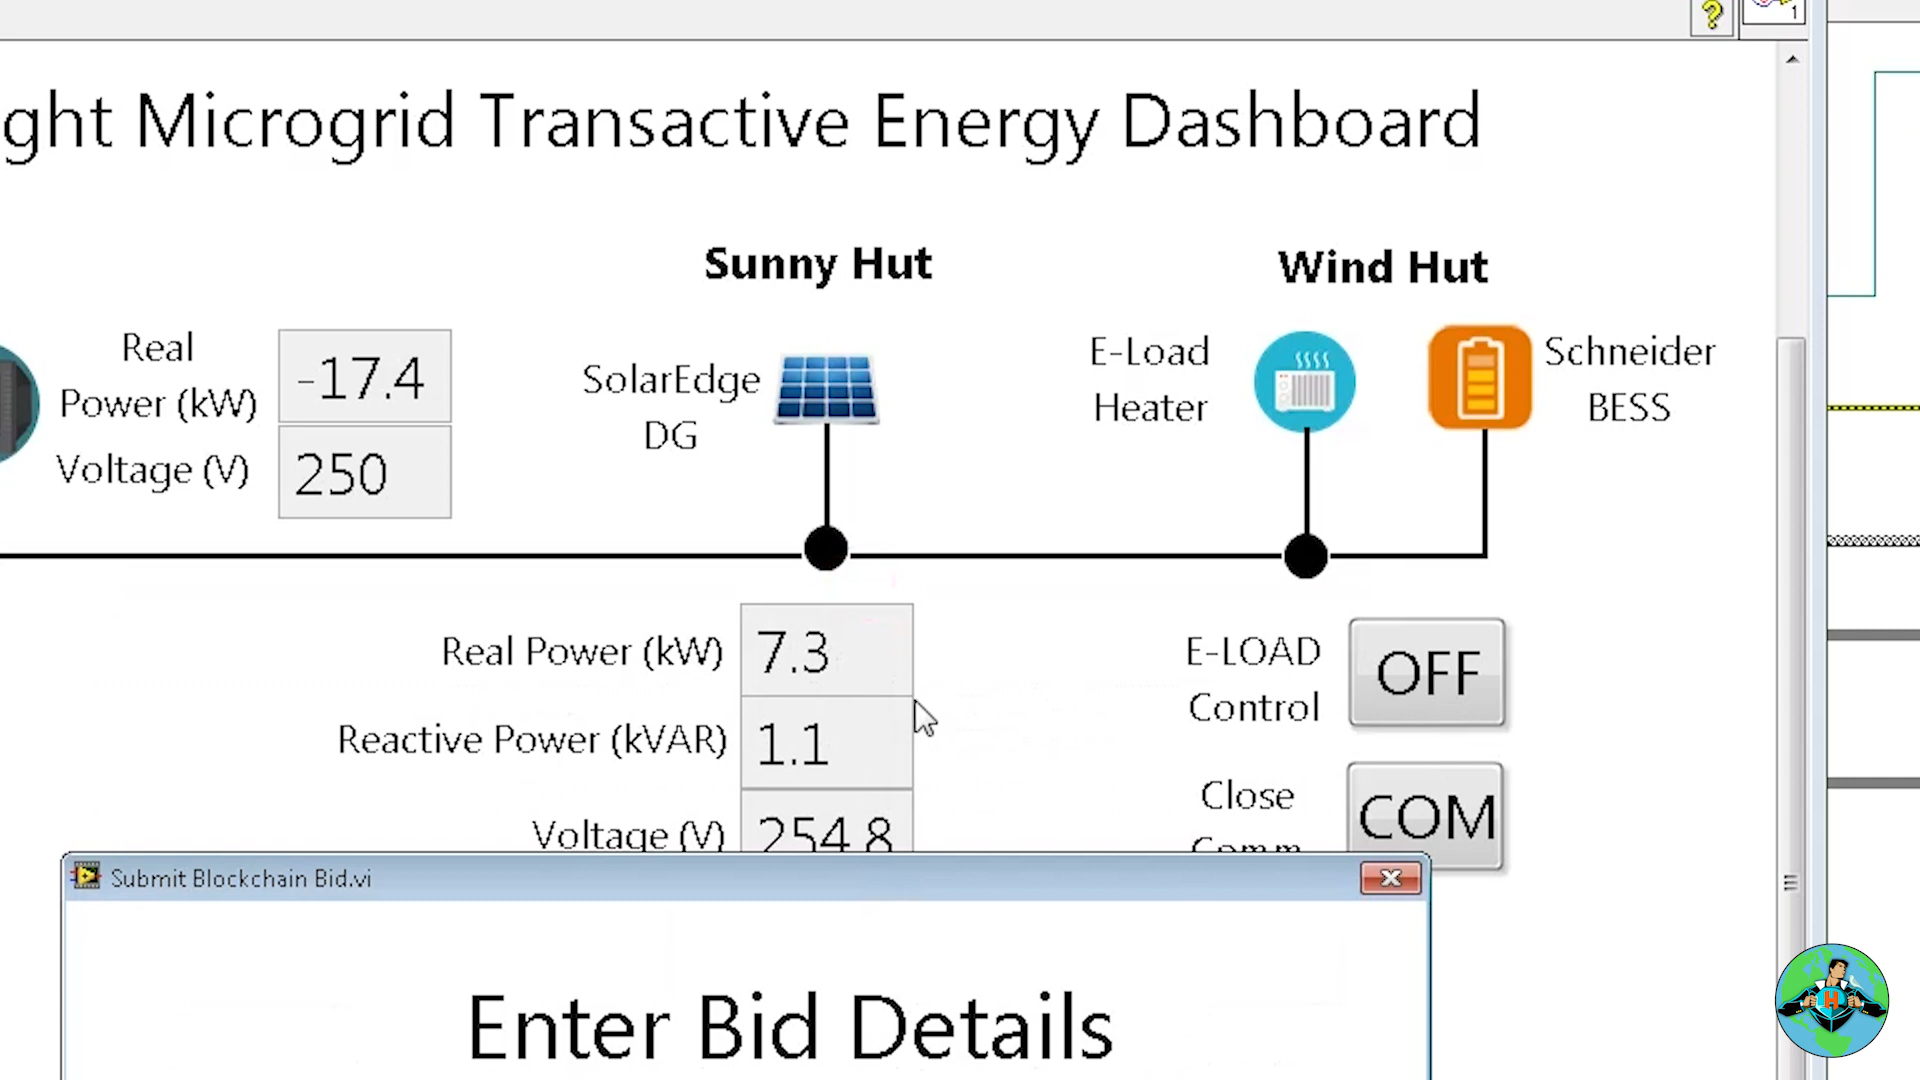 1
ght Microgrid Transactive Energy Dashboard
Sunny Hut
Wind Hut
Real
Power (kW)
-17.4
Voltage (V)
250
SolarEdge
DG
E-Load
Heater
Schneider
BESS
Real Power (kW)
7.3
Reactive Power (kVAR)
1.1
Voltage (V)
254.8
E-LOAD
Control
OFF
Close
Comm
COM
Submit Blockchain Bid.vi
Enter Bid Details
H